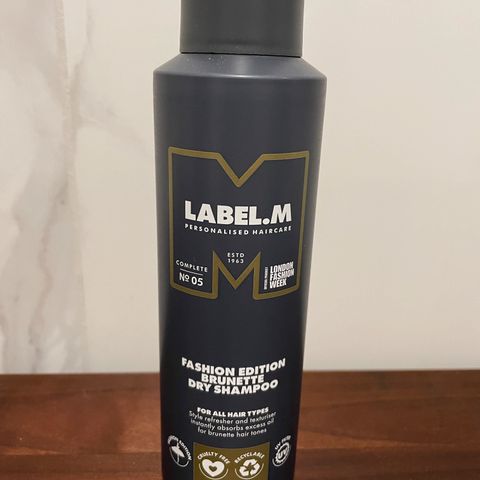 LABEL.M
PERSONALISED HAIRCARE
ESTD
1963
COMPLETE
Nº 05
LONDON
FASHION
WEEK
FASHION EDITION
BRUNETTE
DRY SHAMPOO
FOR ALL HAIR TYPES
Style refresher and texturiser
instantly absorbs excess oil
for brunette hair tones
CRUELTY FREE
RECYCLABLE